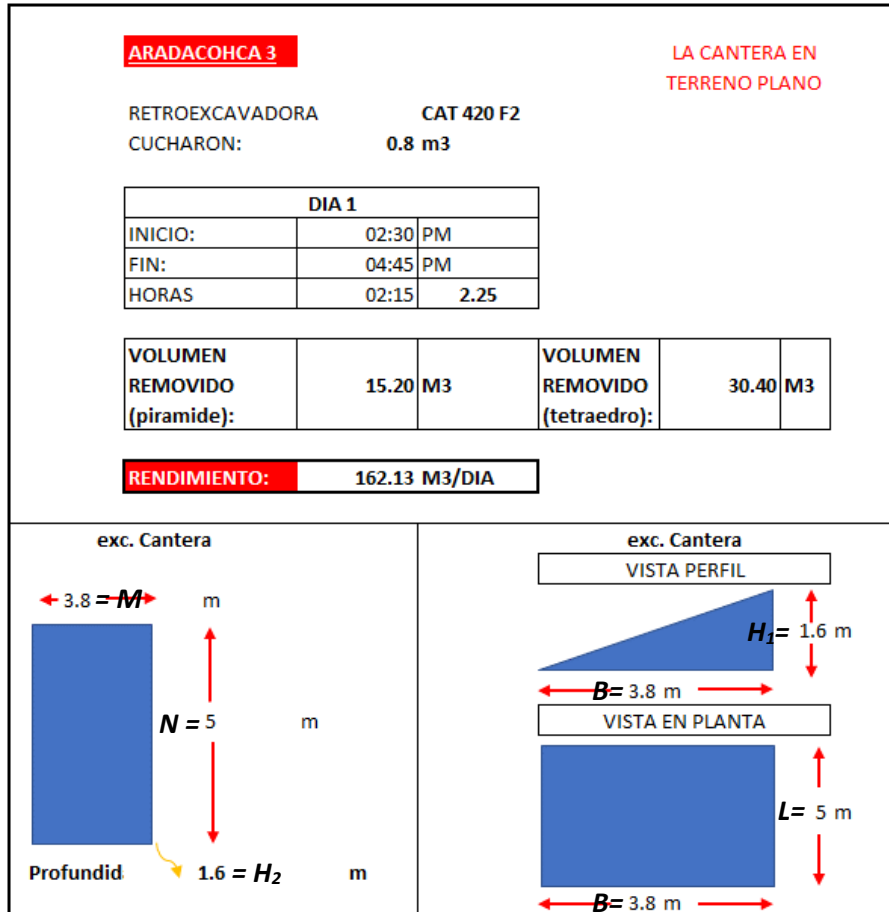 ARADACOHCA 3
LA CANTERA EN
TERRENO PLANO
RETROEXCAVADORA CAT 420 F2
CUCHARON: 0.8 m3
DIA 1
INICIO: 02:30 PM
FIN: 04:45 PM
HORAS 02:15 2.25
VOLUMEN
REMOVIDO
(piramide): 15.20 M3
VOLUMEN
REMOVIDO
(tetraedro): 30.40 M3
RENDIMIENTO: 162.13 M3/DIA
exc. Cantera
3.8 = M m
N = 5 m
Profundid 1.6 = H₂ m
exc. Cantera
VISTA PERFIL
H₁= 1.6 m
B= 3.8 m
VISTA EN PLANTA
L= 5 m
B= 3.8 m